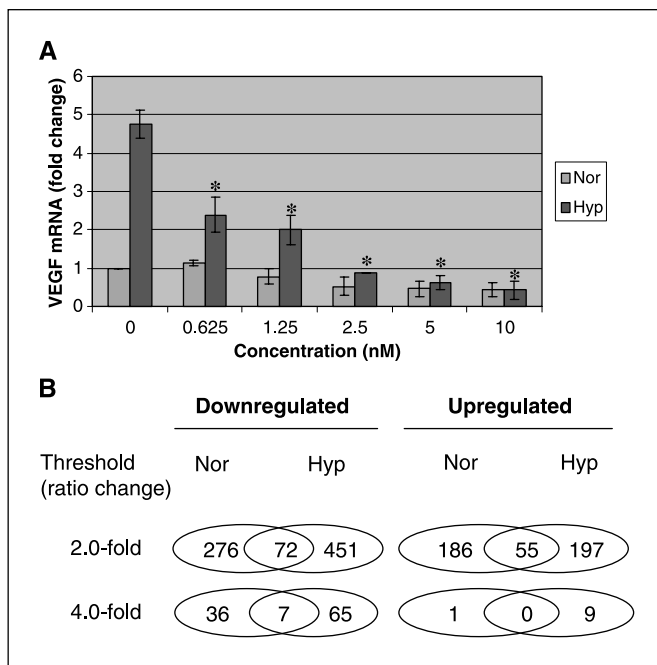 A
VEGF mRNA (fold change)
6
5
4
3
2
1
0
* * * * *
Nor
Hyp
0 0.625 1.25 2.5 5 10
Concentration (nM)
B
Downregulated Upregulated
Threshold
(ratio change)
Nor Hyp Nor Hyp
2.0-fold 276 72 451 186 55 197
4.0-fold 36 7 65 1 0 9